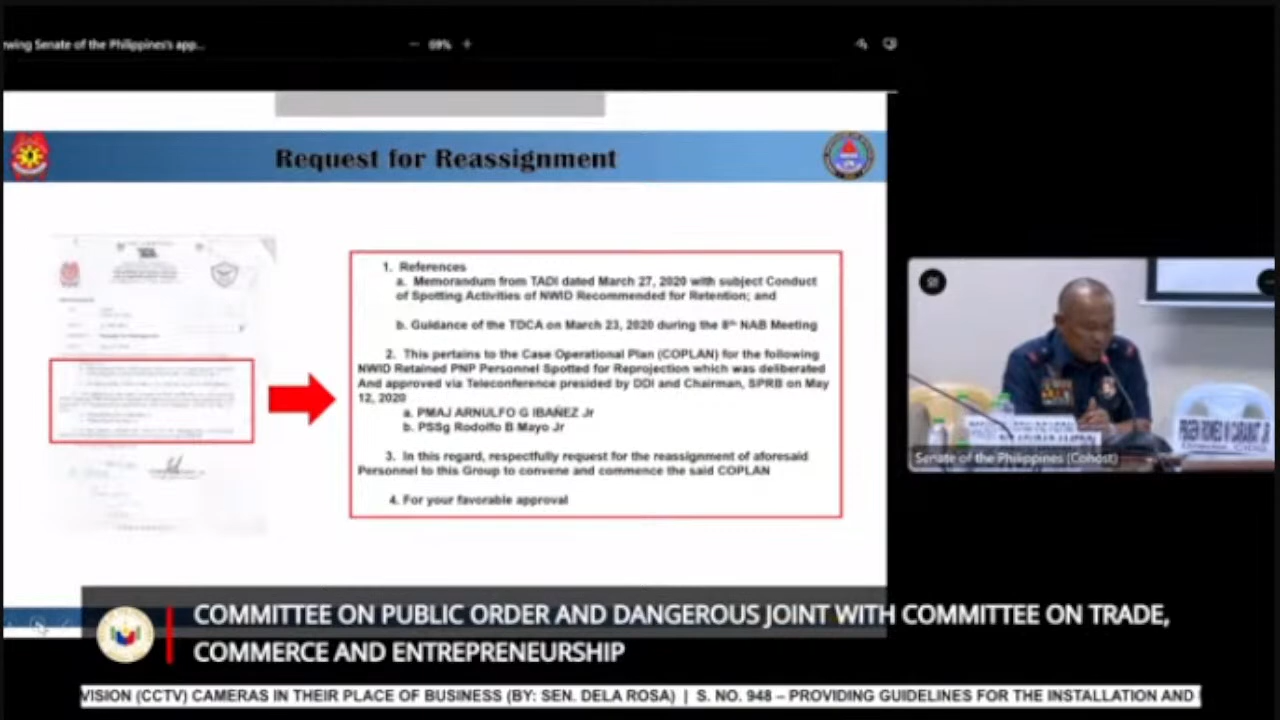 ewing Senate of the Philippines's app...
69%
Request for Reassignment
1. References
a. Memorandum from TADI dated March 27, 2020 with subject Conduct
of Spotting Activities of NWID Recommended for Retention; and
b. Guidance of the TDCA on March 23, 2020 during the 8th NAB Meeting
2. This pertains to the Case Operational Plan (COPLAN) for the following
NWID Retained PNP Personnel Spotted for Reprojection which was deliberated
And approved via Teleconference presided by DDI and Chairman, SPRB on May
12, 2020
a. PMAJ ARNULFO G IBAÑEZ Jr
b. PSSg Rodolfo B Mayo Jr
3. In this regard, respectfully request for the reassignment of aforesaid
Personnel to this Group to convene and commence the said COPLAN
4. For your favorable approval
PBGEN ROMEO M CARAMAT JR
Senate of the Philippines (Cohost)
COMMITTEE ON PUBLIC ORDER AND DANGEROUS JOINT WITH COMMITTEE ON TRADE,
COMMERCE AND ENTREPRENEURSHIP
VISION (CCTV) CAMERAS IN THEIR PLACE OF BUSINESS (BY: SEN. DELA ROSA) | S. NO. 948 – PROVIDING GUIDELINES FOR THE INSTALLATION AND